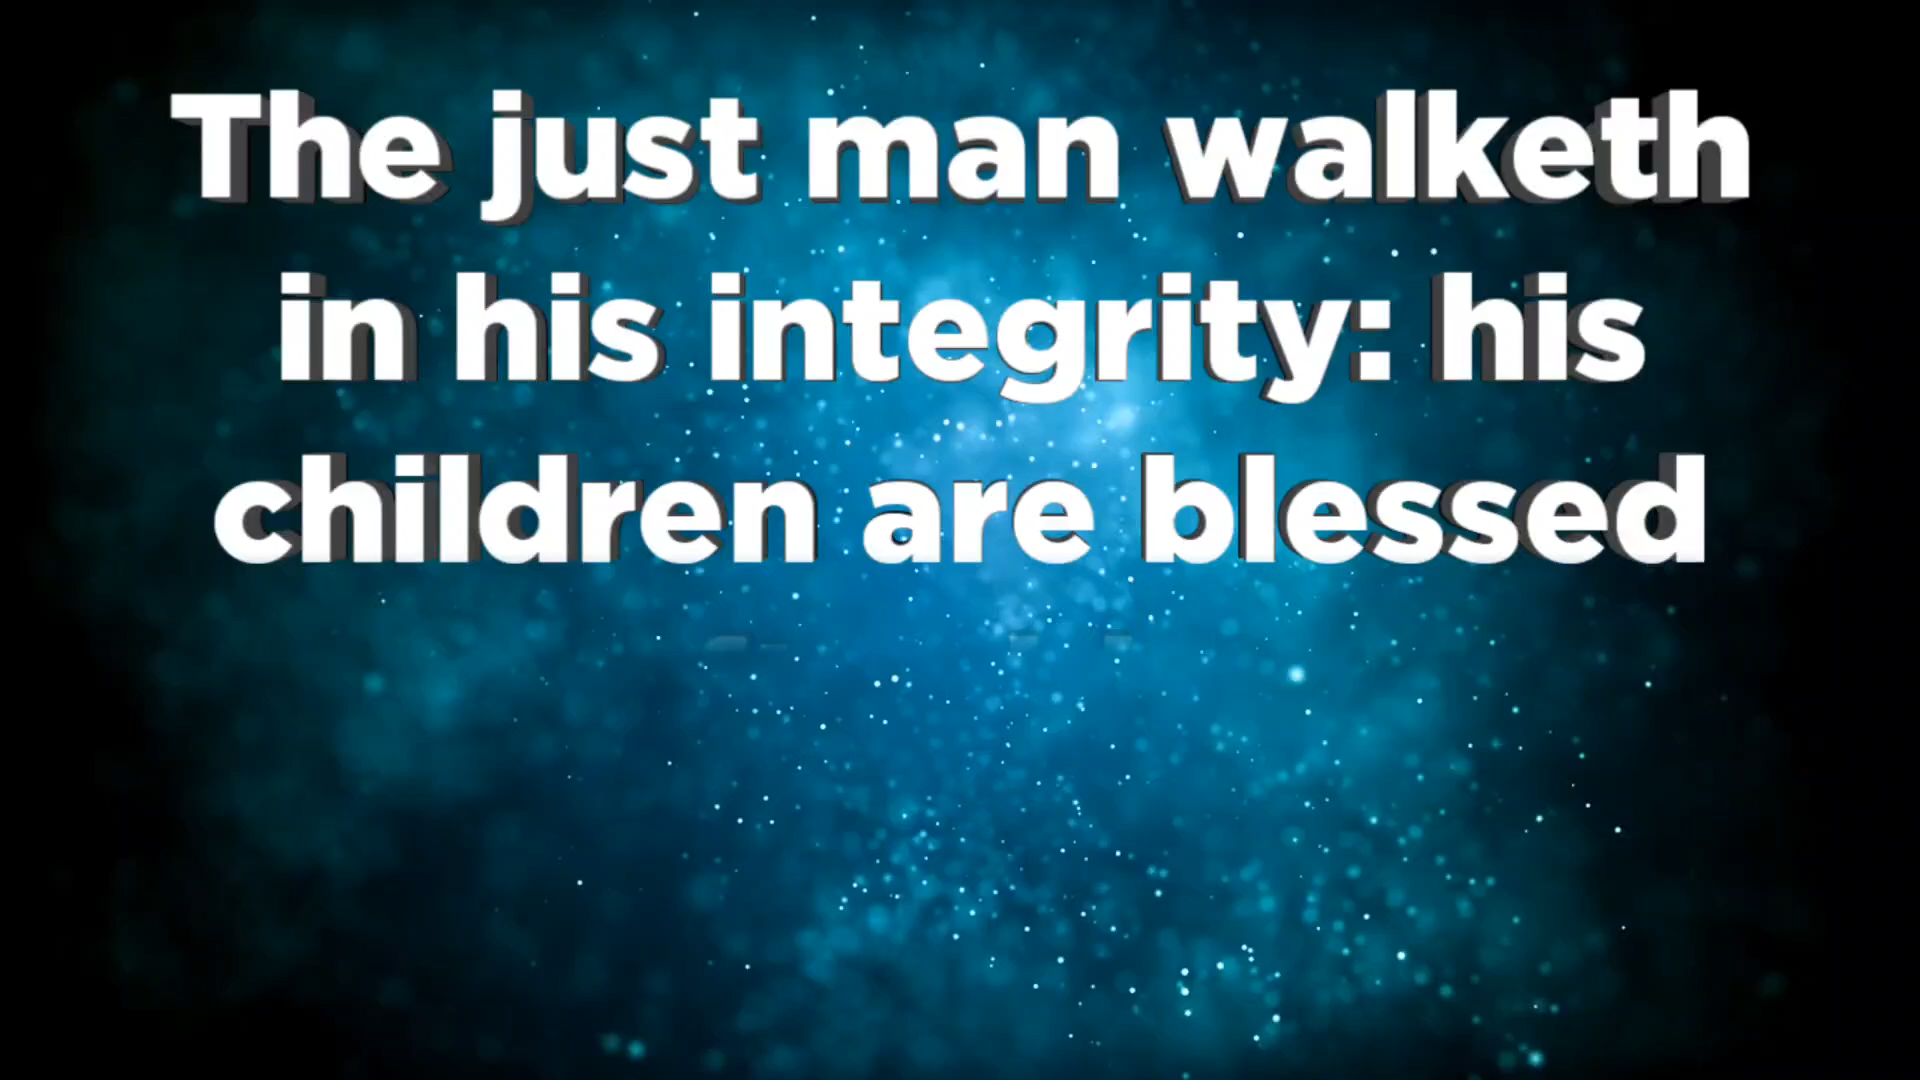 The just man walketh
in his integrity: his
children are blessed